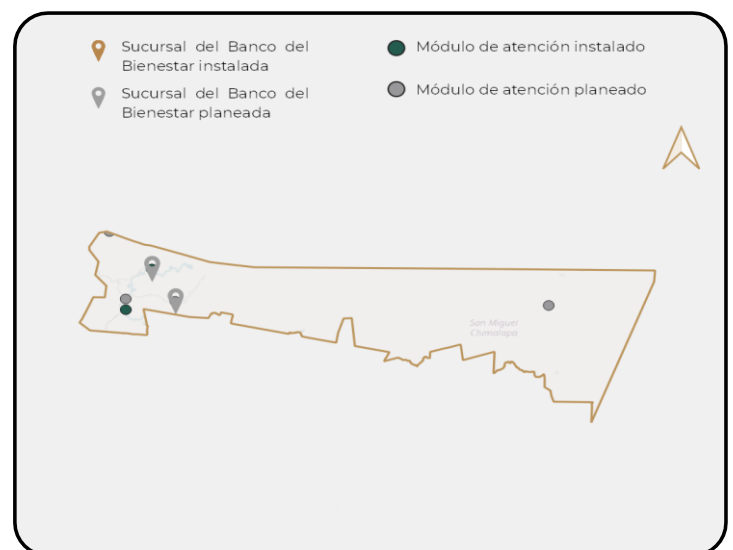 Sucursal del Banco del
Bienestar instalada
Sucursal del Banco del
Bienestar planeada
Módulo de atención instalado
Módulo de atención planeado
San Miguel
Chimalapa